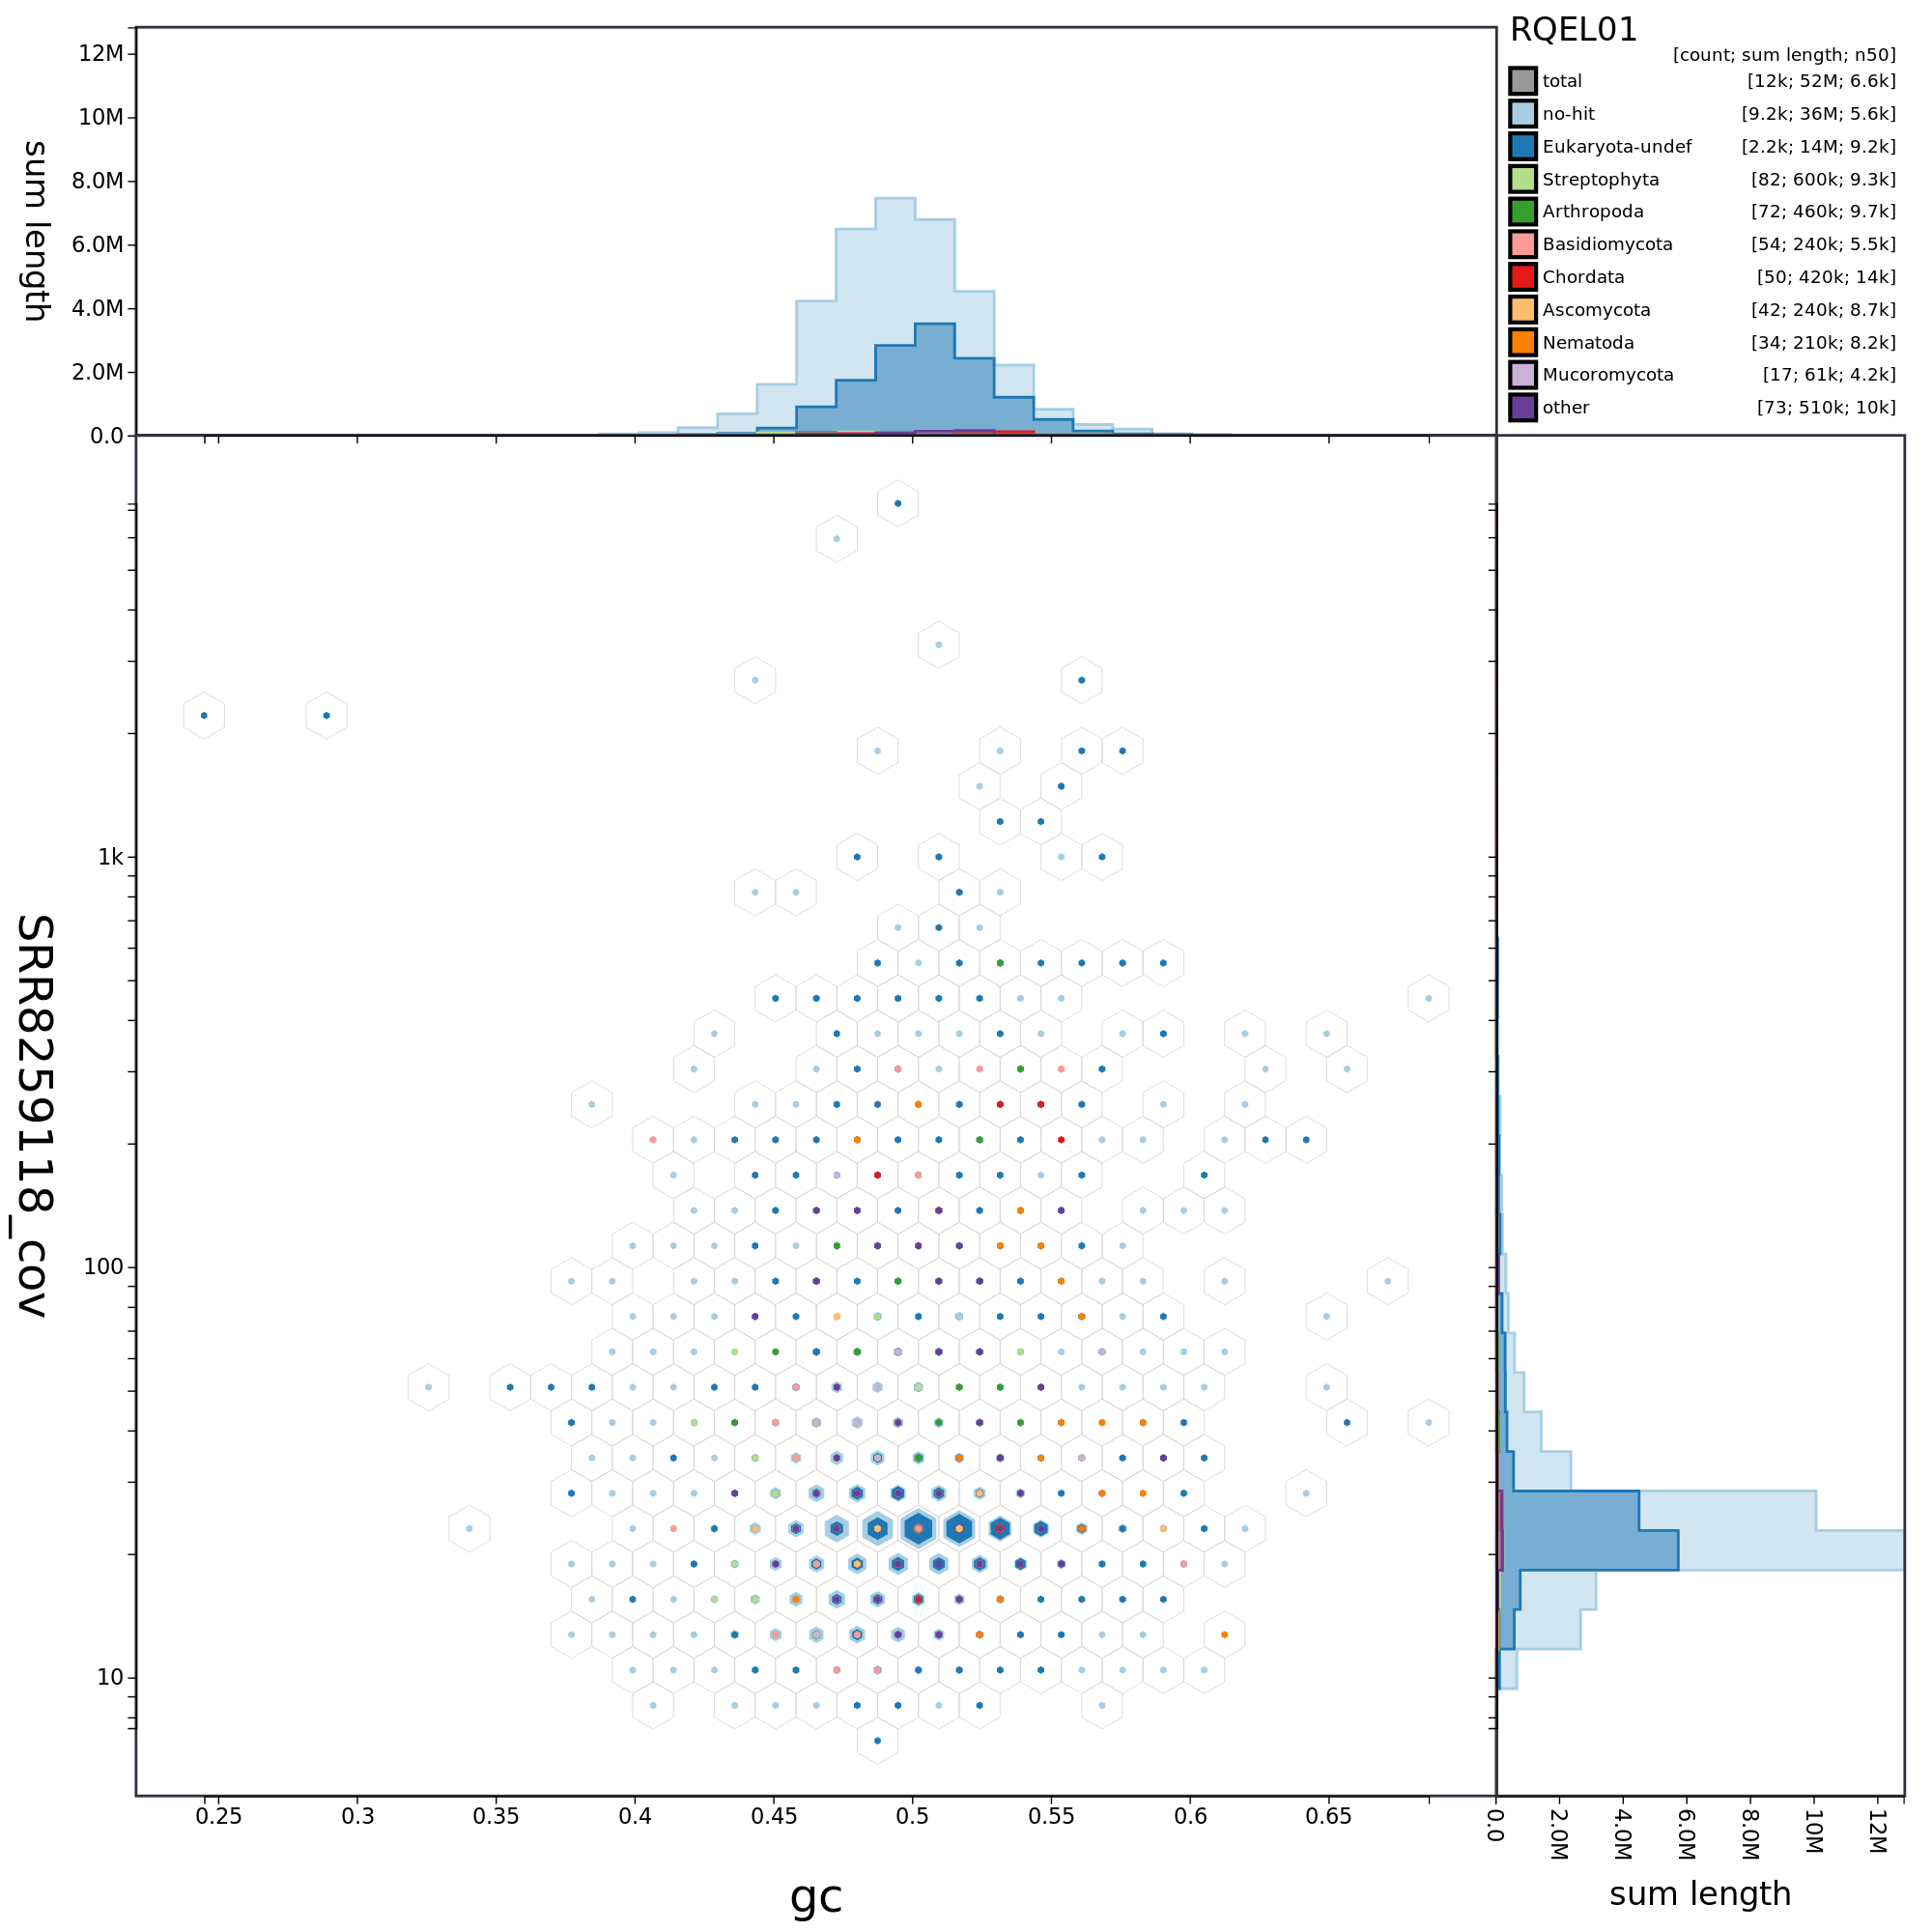 RQEL01
[count; sum length; n50]
total [12k; 52M; 6.6k]
no-hit [9.2k; 36M; 5.6k]
Eukaryota-undef [2.2k; 14M; 9.2k]
Streptophyta [82; 600k; 9.3k]
Arthropoda [72; 460k; 9.7k]
Basidiomycota [54; 240k; 5.5k]
Chordata [50; 420k; 14k]
Ascomycota [42; 240k; 8.7k]
Nematoda [34; 210k; 8.2k]
Mucoromycota [17; 61k; 4.2k]
other [73; 510k; 10k]
sum length
12M
10M
8.0M
6.0M
4.0M
2.0M
0.0
SRR8259118_cov
1k
100
10
0.25 0.3 0.35 0.4 0.45 0.5 0.55 0.6 0.65
gc
0.0 2.0M 4.0M 6.0M 8.0M 10M 12M
sum length